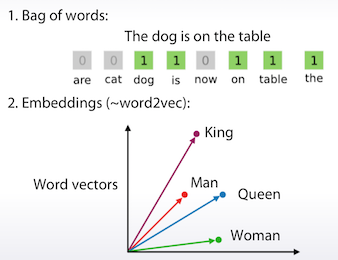 1. Bag of words:
The dog is on the table
0 0 1 1 0 1 1 1
are cat dog is now on table the
2. Embeddings (~word2vec):
King
Word vectors
Man
Queen
Woman